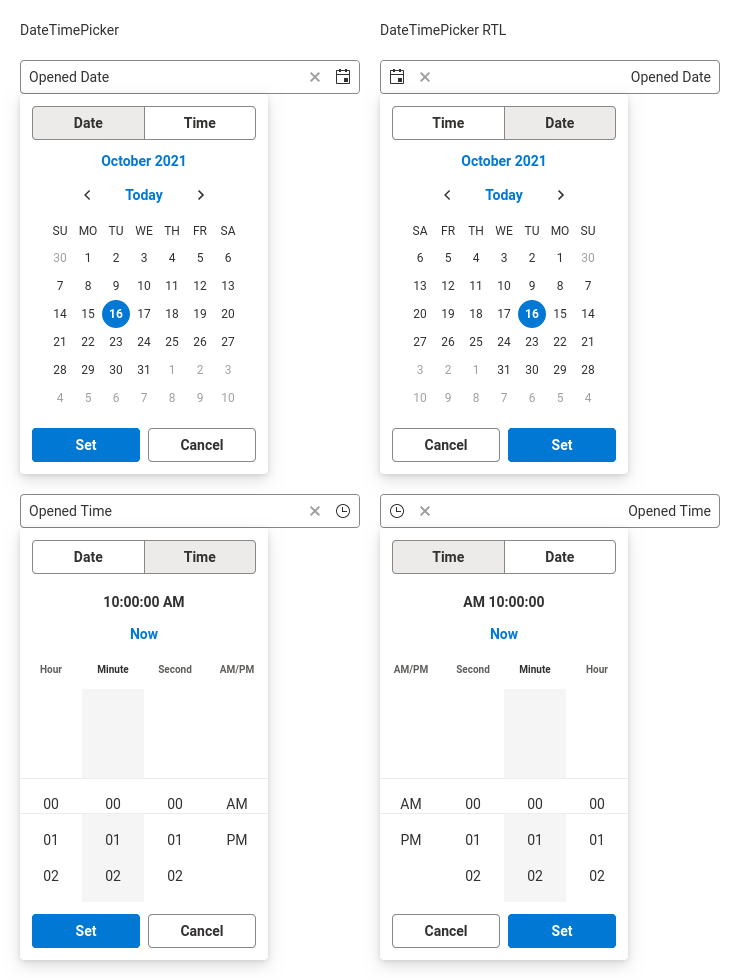 DateTimePicker
Opened Date
Date Time
October 2021
Today
SU MO TU WE TH FR SA
30 1 2 3 4 5 6
7 8 9 10 11 12 13
14 15 16 17 18 19 20
21 22 23 24 25 26 27
28 29 30 31 1 2 3
4 5 6 7 8 9 10
Set Cancel
Opened Time
Date Time
10:00:00 AM
Now
Hour Minute Second AM/PM
00 00 00 AM
01 01 01 PM
02 02 02
Set Cancel
DateTimePicker RTL
Opened Date
Time Date
October 2021
Today
SA FR TH WE TU MO SU
6 5 4 3 2 1 30
13 12 11 10 9 8 7
20 19 18 17 16 15 14
27 26 25 24 23 22 21
3 2 1 31 30 29 28
10 9 8 7 6 5 4
Cancel Set
Opened Time
Time Date
AM 10:00:00
Now
AM/PM Second Minute Hour
AM 00 00 00
PM 01 01 01
02 02 02
Cancel Set